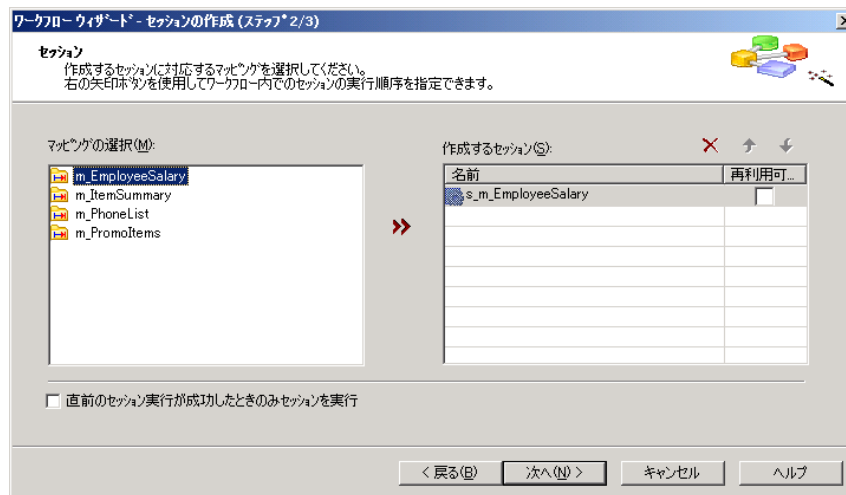 ワークフロー ウィザード - セッションの作成 (ステップ 2/3)
セッション
作成するセッションに対応するマッピングを選択してください。
右の矢印ボタンを使用してワークフロー内でのセッションの実行順序を指定できます。
マッピングの選択(M):
作成するセッション(S):
m_EmployeeSalary
m_ItemSummary
m_PhoneList
m_PromoItems
名前
再利用可...
s_m_EmployeeSalary
直前のセッション実行が成功したときのみセッションを実行
< 戻る(B)
次へ(N) >
キャンセル
ヘルプ